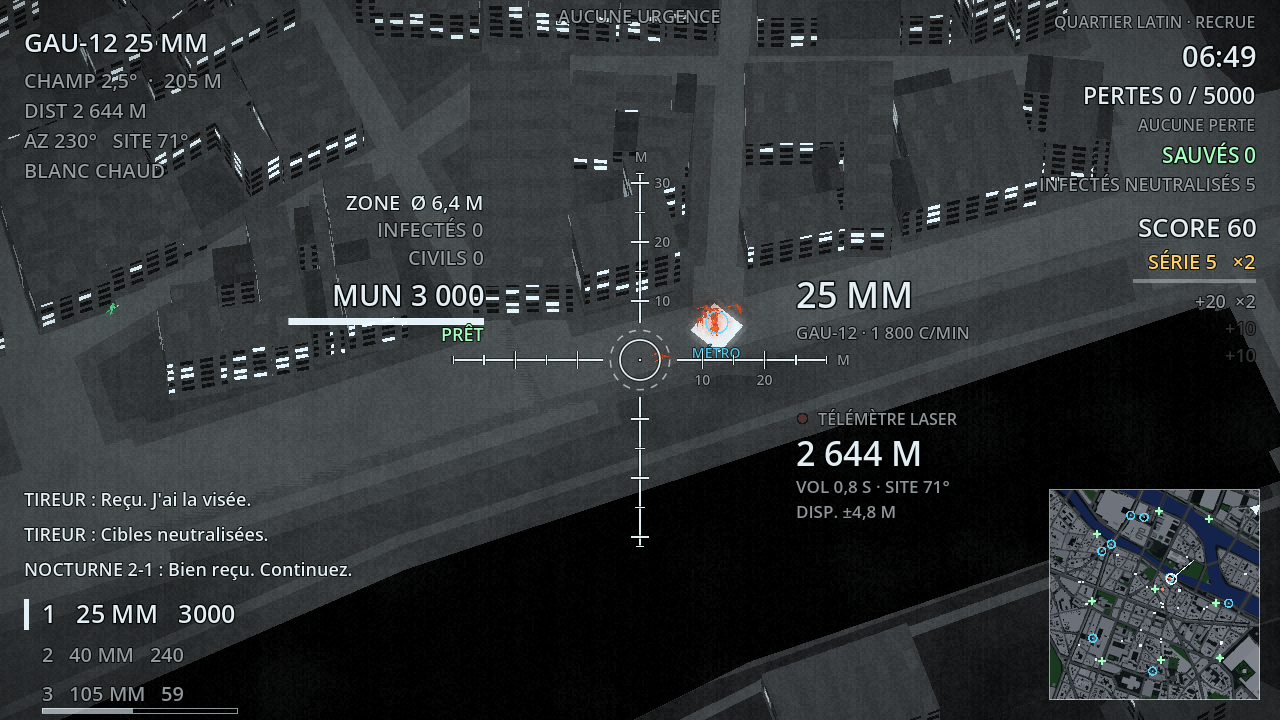 AUCUNE URGENCE
GAU-12 25 MM
CHAMP 2,5° · 205 M
DIST 2 644 M
AZ 230° SITE 71°
BLANC CHAUD
QUARTIER LATIN · RECRUE
06:49
PERTES 0 / 5000
AUCUNE PERTE
SAUVÉS 0
INFECTÉS NEUTRALISÉS 5
SCORE 60
SÉRIE 5 ×2
+20 ×2
+10
+10
ZONE Ø 6,4 M
INFECTÉS 0
CIVILS 0
MUN 3 000
PRÊT
M
30
20
10
MÉTRO
10
20
M
25 MM
GAU-12 · 1 800 C/MIN
TÉLÉMÈTRE LASER
2 644 M
VOL 0,8 S · SITE 71°
DISP. ±4,8 M
TIREUR : Reçu. J'ai la visée.
TIREUR : Cibles neutralisées.
NOCTURNE 2-1 : Bien reçu. Continuez.
1 25 MM 3000
2 40 MM 240
3 105 MM 59